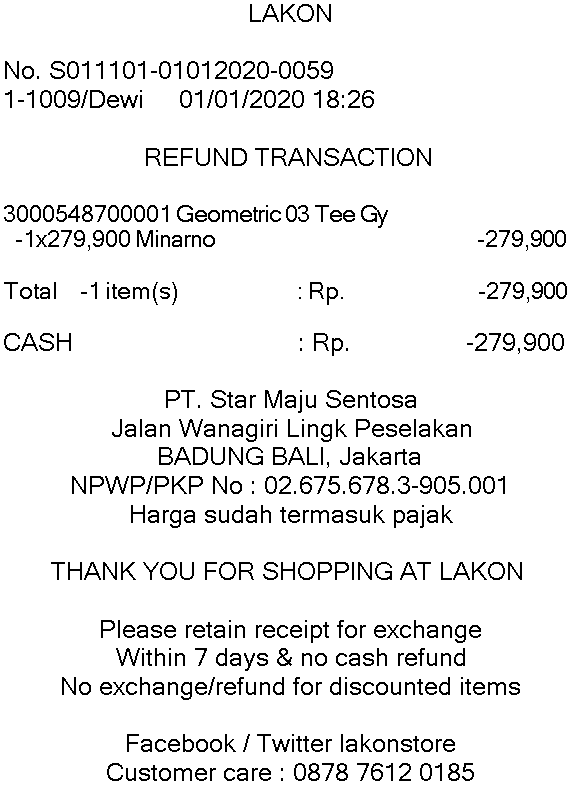 LAKON
No. S011101-01012020-0059
1-1009/Dewi 01/01/2020 18:26
REFUND TRANSACTION
3000548700001 Geometric 03 Tee Gy
-1x279,900 Minarno -279,900
Total -1 item(s) : Rp. -279,900
CASH : Rp. -279,900
PT. Star Maju Sentosa
Jalan Wanagiri Lingk Peselakan
BADUNG BALI, Jakarta
NPWP/PKP No : 02.675.678.3-905.001
Harga sudah termasuk pajak
THANK YOU FOR SHOPPING AT LAKON
Please retain receipt for exchange
Within 7 days & no cash refund
No exchange/refund for discounted items
Facebook / Twitter lakonstore
Customer care : 0878 7612 0185